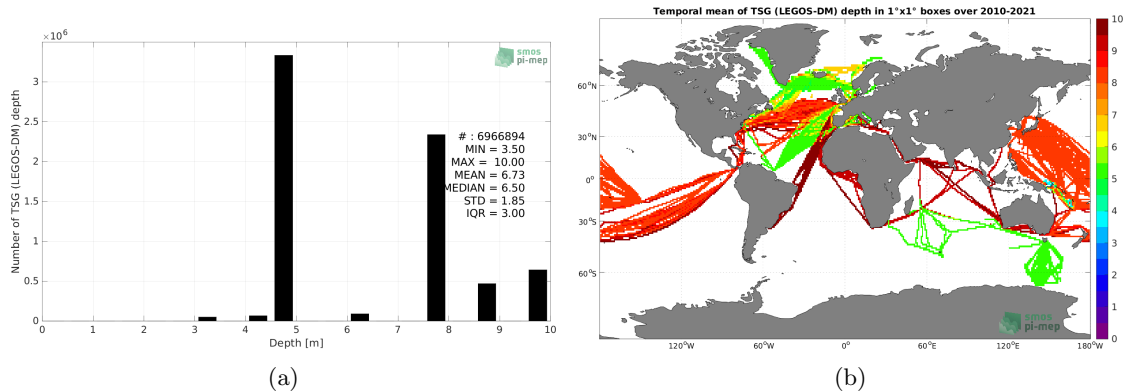 ×10^6
smos
pi-mep
Number of TSG (LEGOS-DM) depth
3.5
3
2.5
2
1.5
1
0.5
0
# : 6966894
MIN = 3.50
MAX = 10.00
MEAN = 6.73
MEDIAN = 6.50
STD = 1.85
IQR = 3.00
0 1 2 3 4 5 6 7 8 9 10
Depth [m]
(a)
Temporal mean of TSG (LEGOS-DM) depth in 1°x1° boxes over 2010-2021
60°N
30°N
0°
30°S
60°S
120°W 60°W 0° 60°E 120°E 180°W
10
9
8
7
6
5
4
3
2
1
0
smos
pi-mep
(b)